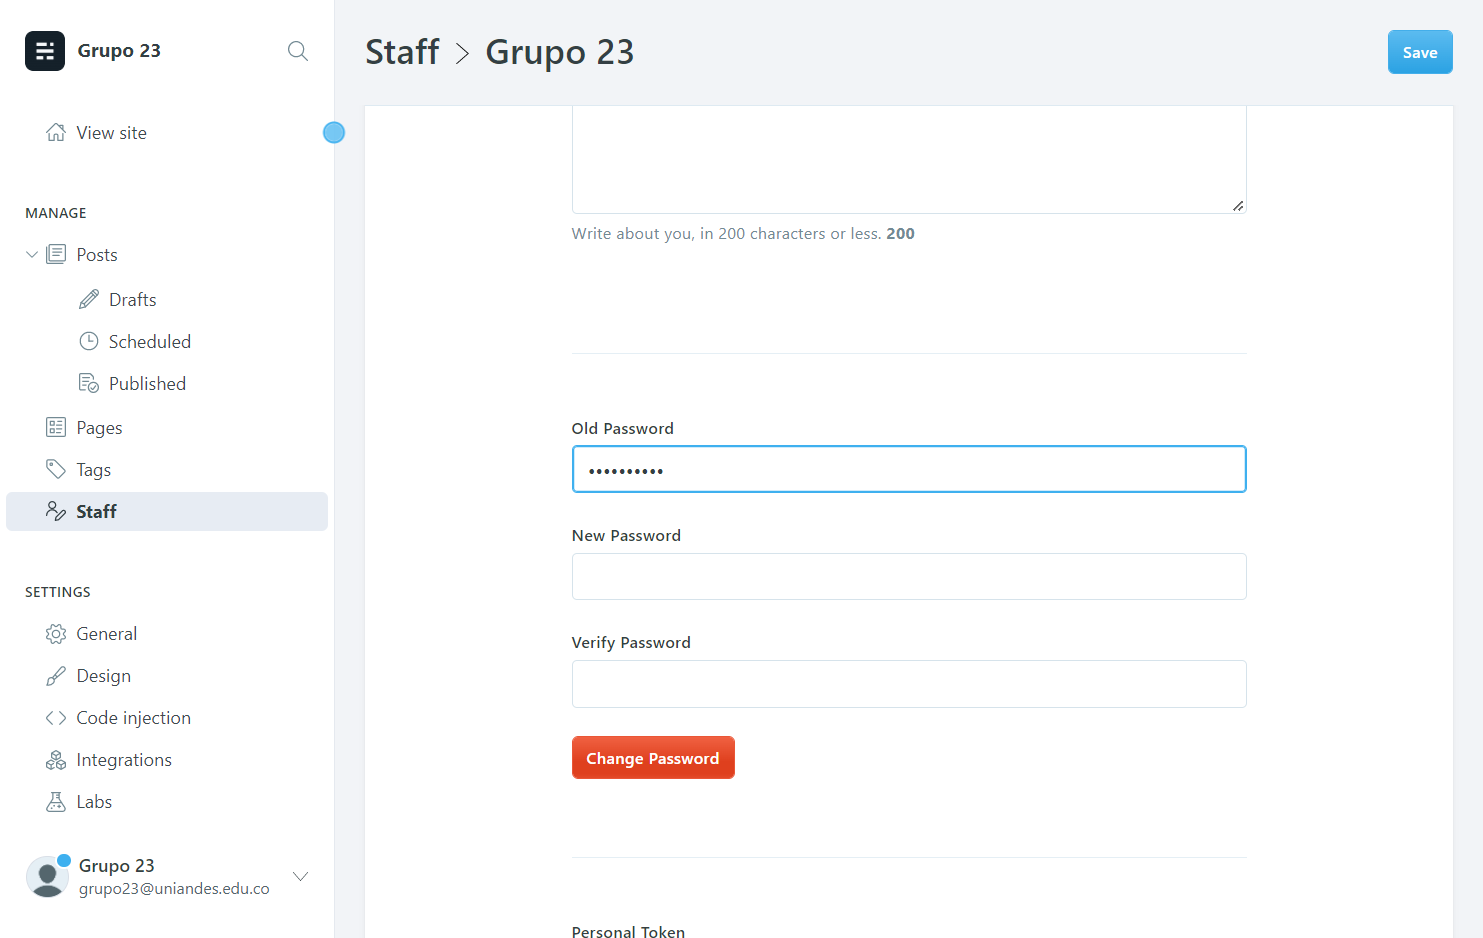 Grupo 23
View site
MANAGE
Posts
Drafts
Scheduled
Published
Pages
Tags
Staff
SETTINGS
General
Design
Code injection
Integrations
Labs
Grupo 23
grupo23@uniandes.edu.co
Staff > Grupo 23
Save
Write about you, in 200 characters or less. 200
Old Password
••••••••••
New Password
Verify Password
Change Password
Personal Token